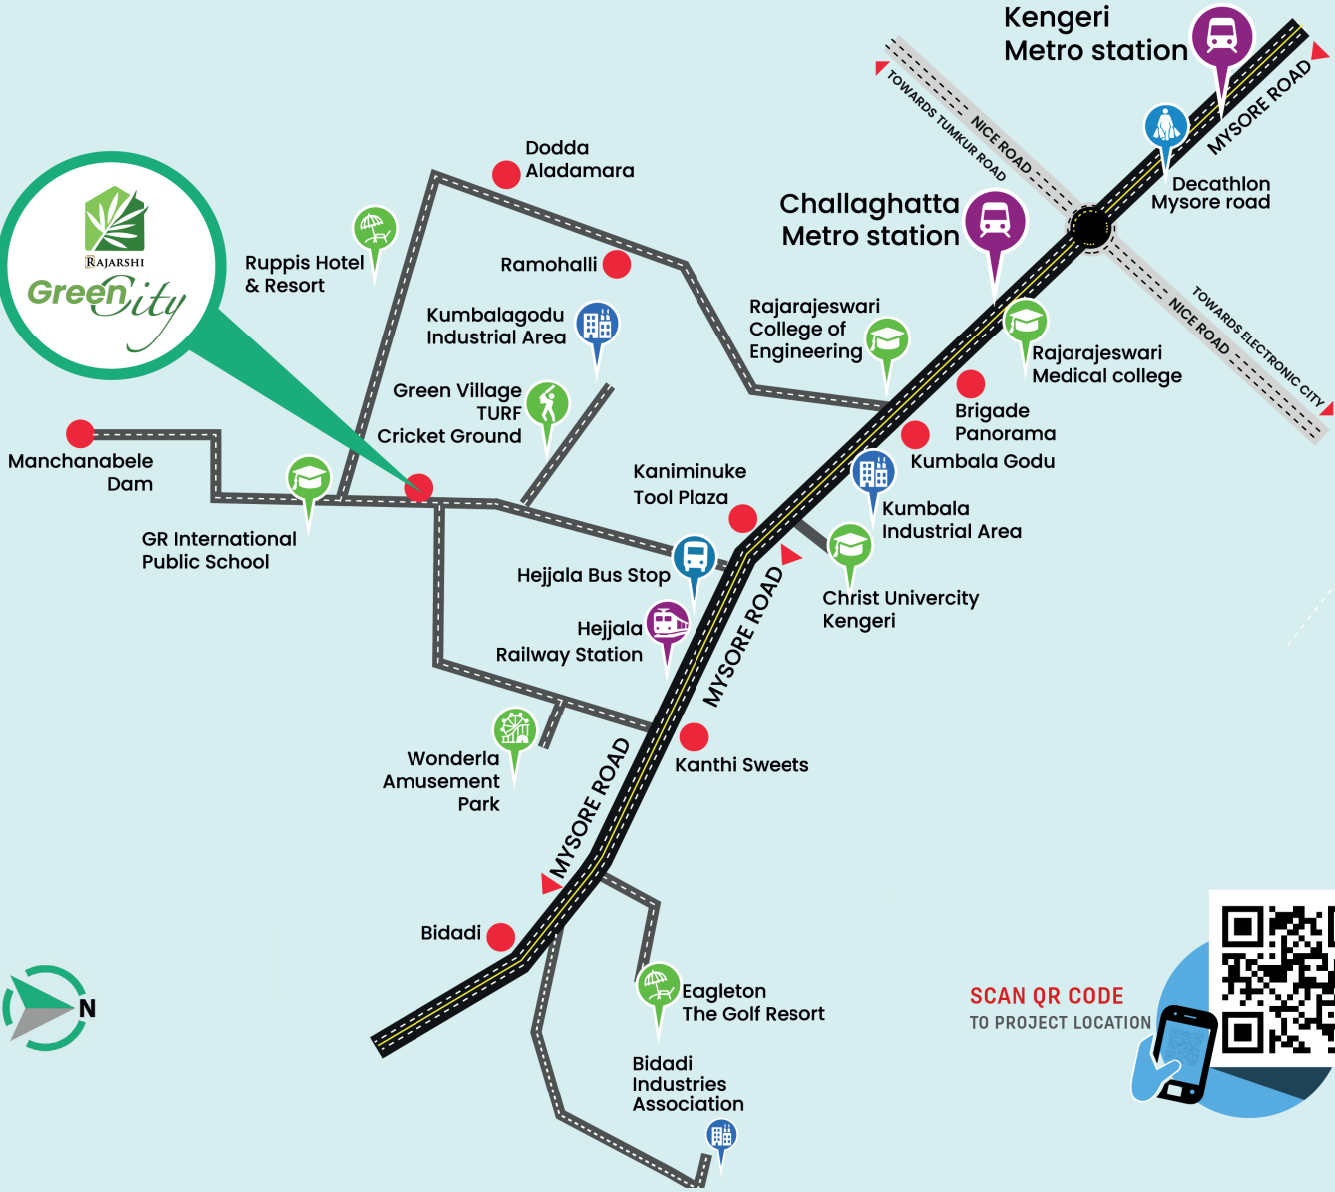 Kengeri
Metro station
MYSORE ROAD
TOWARDS TUMKUR ROAD
NICE ROAD
Decathlon
Mysore road
Challaghatta
Metro station
Dodda
Aladamara
RAJARSHI
Green City
Ruppis Hotel
& Resort
Ramohalli
Kumbalagodu
Industrial Area
Rajarajeswari
College of
Engineering
TOWARDS ELECTRONIC CITY
NICE ROAD
Rajarajeswari
Medical college
Green Village
TURF
Cricket Ground
Brigade
Panorama
Kumbala Godu
Manchanabele
Dam
Kaniminuke
Tool Plaza
Kumbala
Industrial Area
GR International
Public School
Hejjala Bus Stop
MYSORE ROAD
Christ Univercity
Kengeri
Hejjala
Railway Station
Wonderla
Amusement
Park
Kanthi Sweets
MYSORE ROAD
Bidadi
N
Eagleton
The Golf Resort
SCAN QR CODE
TO PROJECT LOCATION
Bidadi
Industries
Association